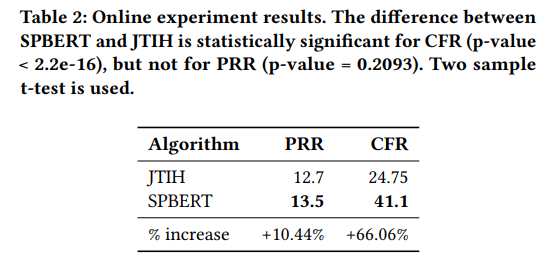 Table 2: Online experiment results. The difference between
SPBERT and JTIH is statistically significant for CFR (p-value
< 2.2e-16), but not for PRR (p-value = 0.2093). Two sample
t-test is used.
Algorithm PRR CFR
JTIH 12.7 24.75
SPBERT 13.5 41.1
% increase +10.44% +66.06%